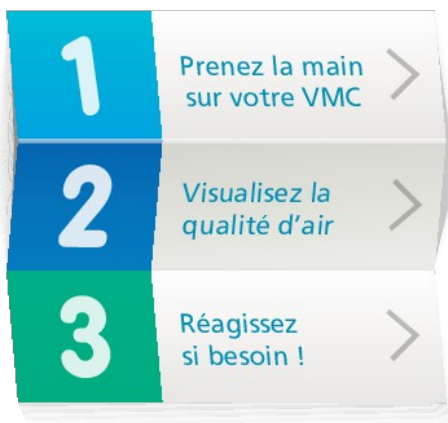 1
Prenez la main
sur votre VMC
2
Visualisez la
qualité d'air
3
Réagissez
si besoin !